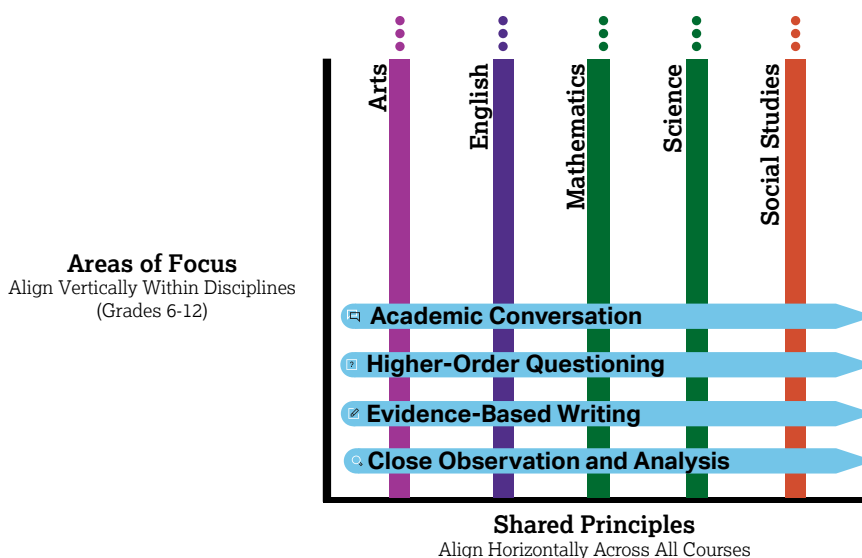 Arts
English
Mathematics
Science
Social Studies
Areas of Focus
Align Vertically Within Disciplines
(Grades 6-12)
Academic Conversation
? Higher-Order Questioning
Evidence-Based Writing
Close Observation and Analysis
Shared Principles
Align Horizontally Across All Courses